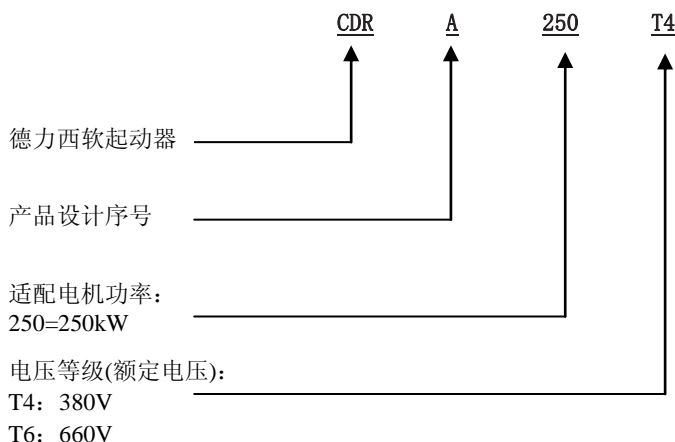 CDR A 250 T4
德力西软起动器
产品设计序号
适配电机功率：
250=250kW
电压等级(额定电压)：
T4：380V
T6：660V